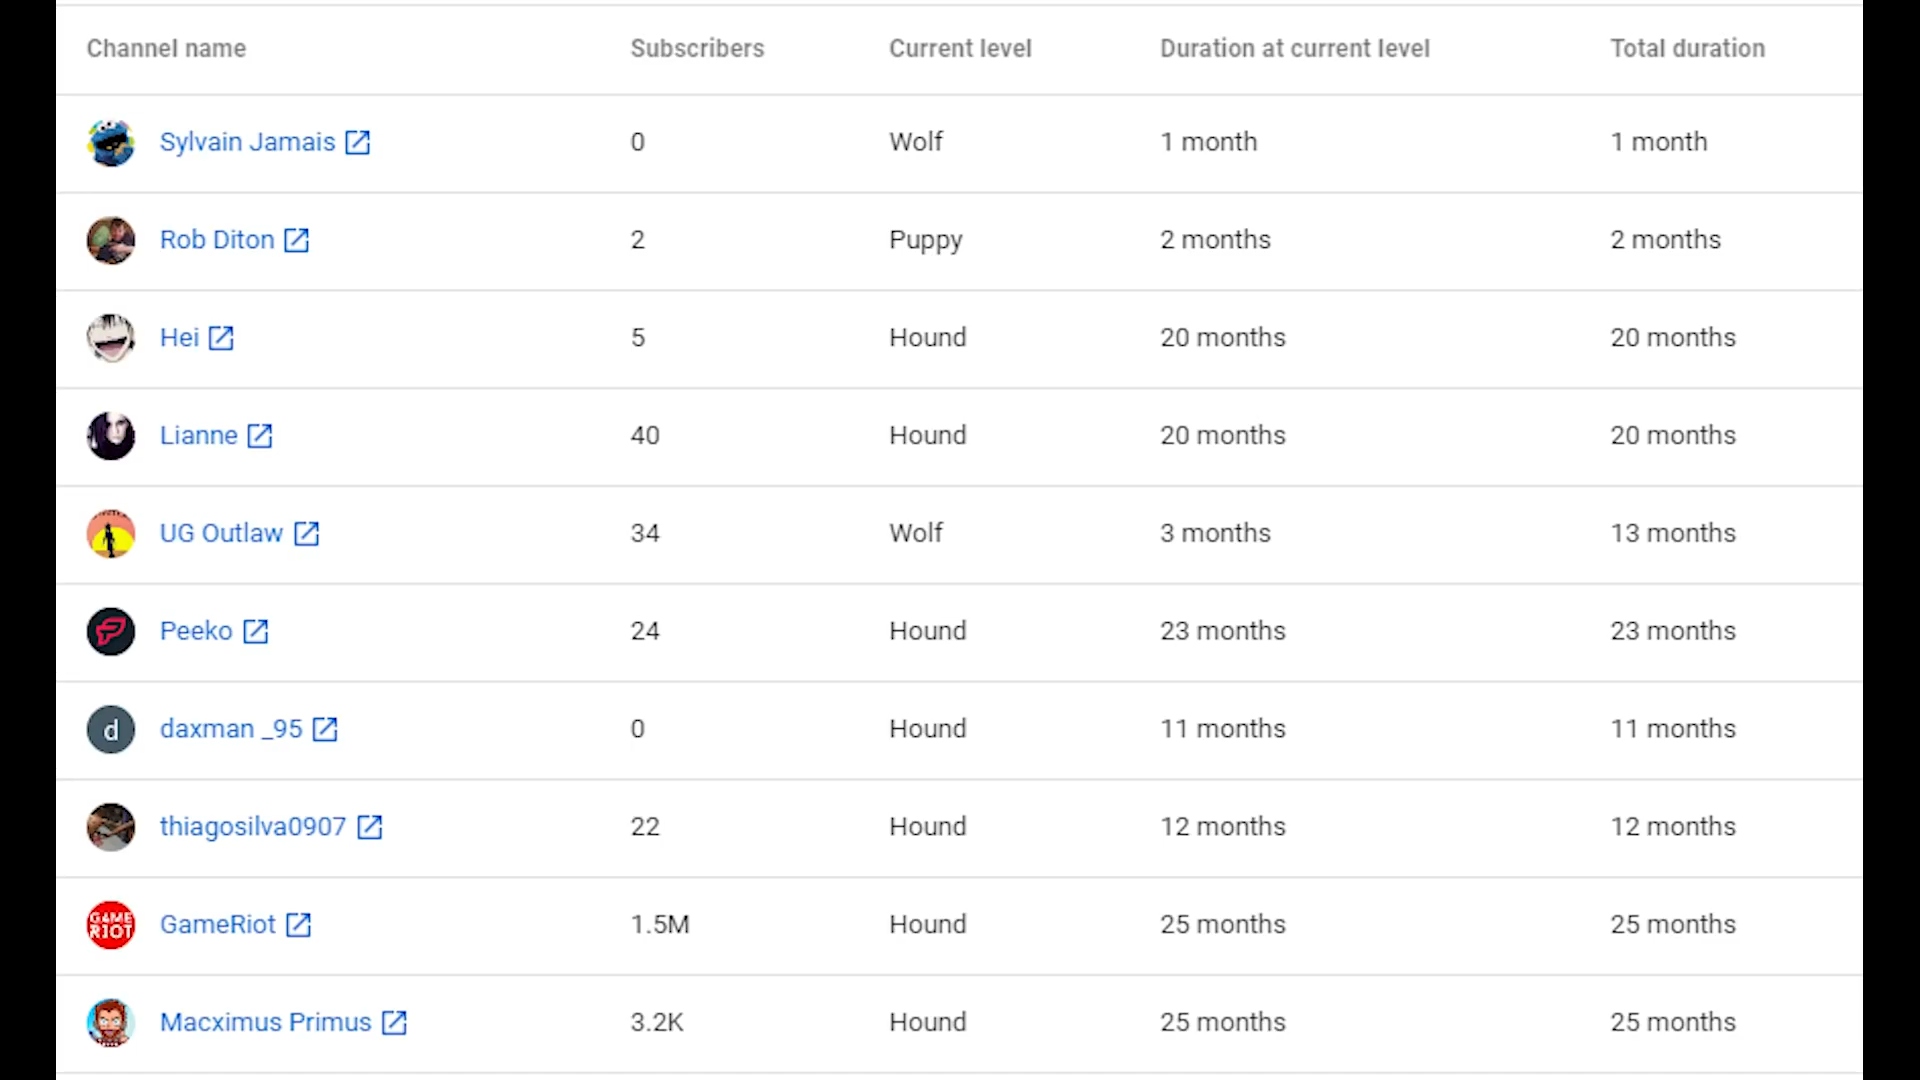 Channel name Subscribers Current level Duration at current level Total duration
Sylvain Jamais 0 Wolf 1 month 1 month
Rob Diton 2 Puppy 2 months 2 months
Hei 5 Hound 20 months 20 months
Lianne 40 Hound 20 months 20 months
UG Outlaw 34 Wolf 3 months 13 months
Peeko 24 Hound 23 months 23 months
d daxman _95 0 Hound 11 months 11 months
thiagosilva0907 22 Hound 12 months 12 months
GAME
RIOT
GameRiot 1.5M Hound 25 months 25 months
Macximus Primus 3.2K Hound 25 months 25 months